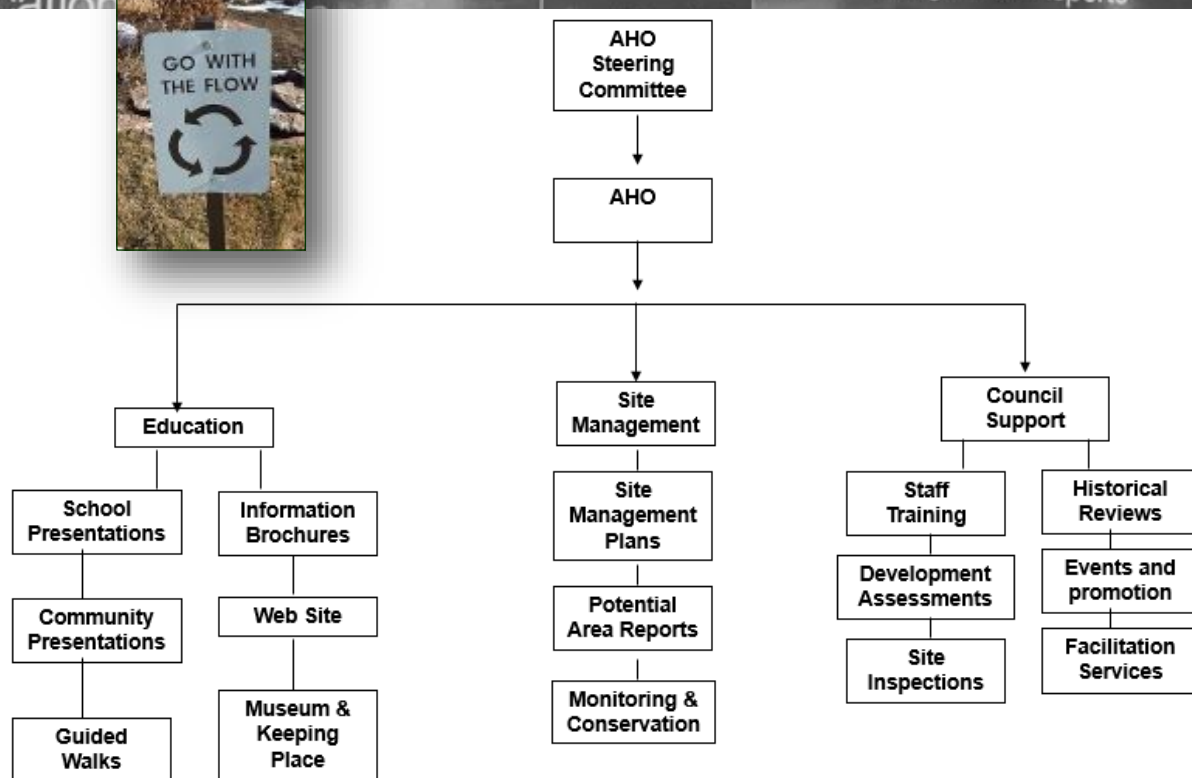 GO WITH
THE FLOW
AHO
Steering
Committee
AHO
Education
Site
Management
Council
Support
School
Presentations
Information
Brochures
Site
Management
Plans
Staff
Training
Historical
Reviews
Community
Presentations
Web Site
Potential
Area Reports
Development
Assessments
Events and
promotion
Guided
Walks
Museum &
Keeping
Place
Monitoring &
Conservation
Site
Inspections
Facilitation
Services